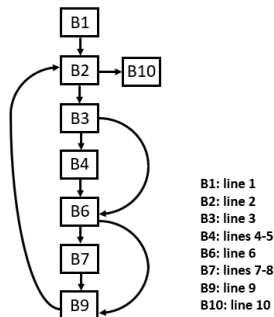 B1
B2
B10
B3
B4
B6
B7
B9
B1: line 1
B2: line 2
B3: line 3
B4: lines 4-5
B6: line 6
B7: lines 7-8
B9: line 9
B10: line 10